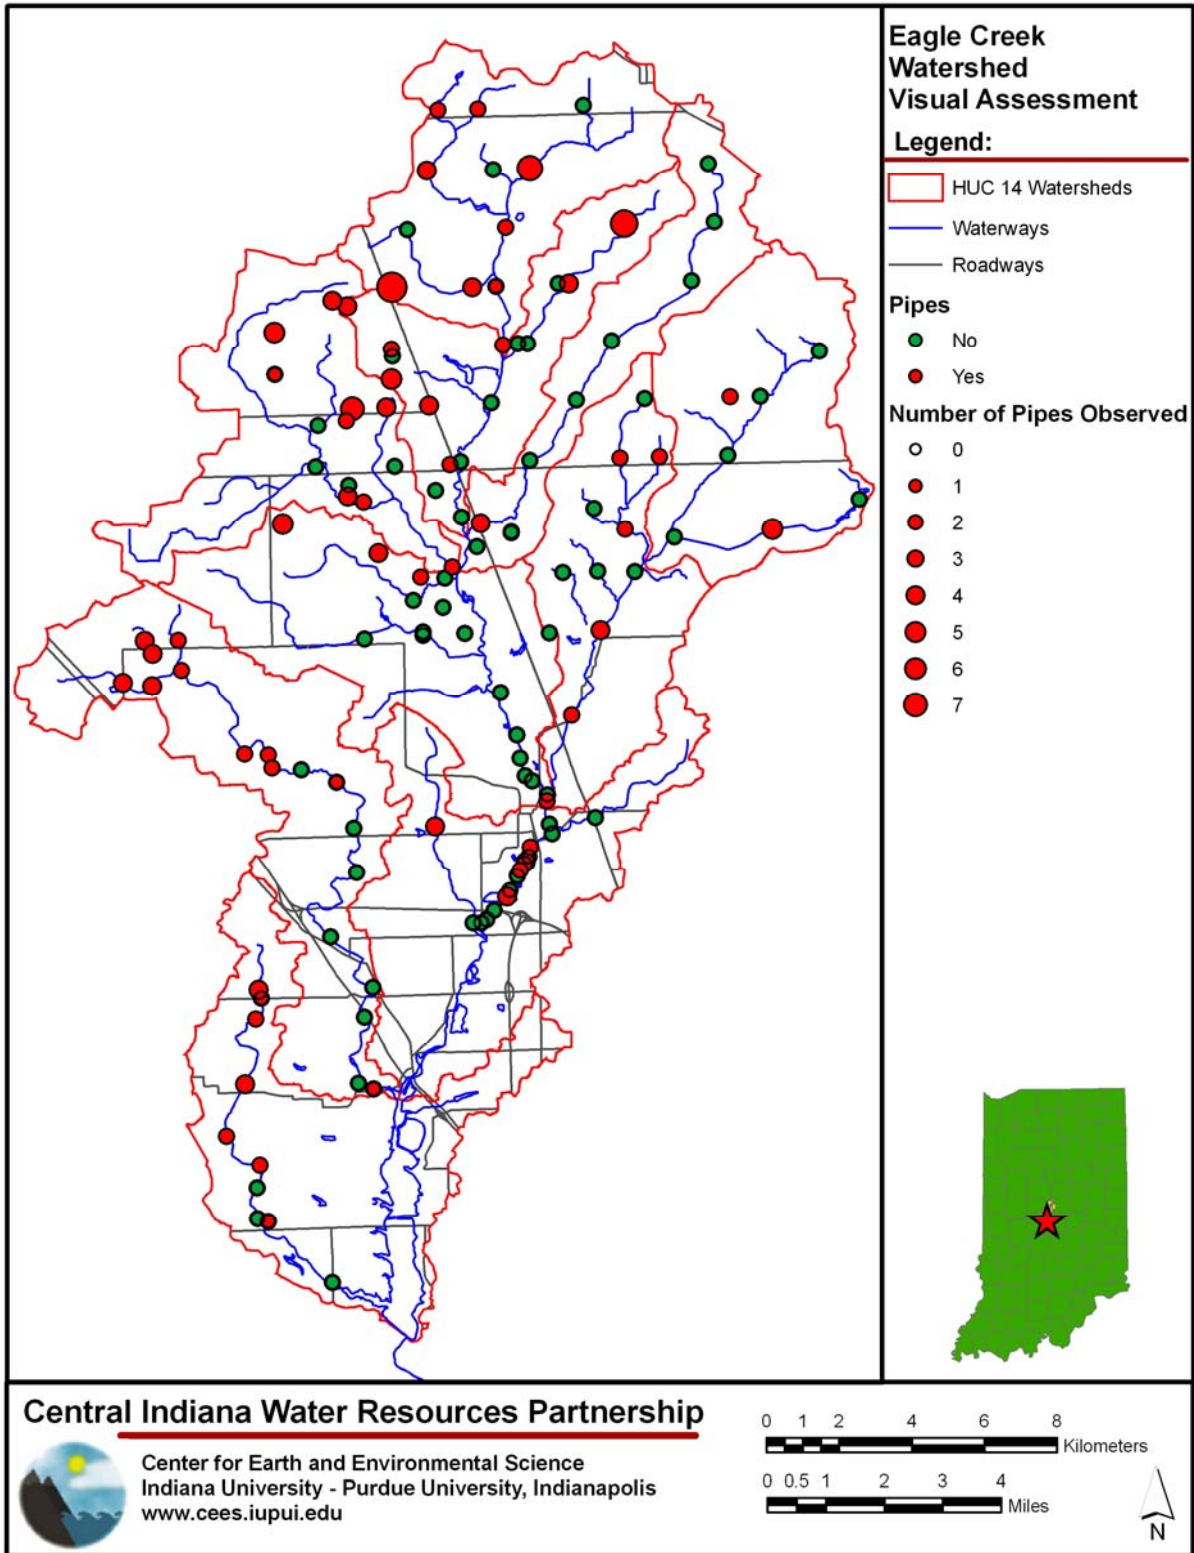 Eagle Creek
Watershed
Visual Assessment
Legend:
HUC 14 Watersheds
Waterways
Roadways
Pipes
No
Yes
Number of Pipes Observed
0
1
2
3
4
5
6
7
Central Indiana Water Resources Partnership
Center for Earth and Environmental Science
Indiana University - Purdue University, Indianapolis
www.cees.iupui.edu
0 1 2 4 6 8
Kilometers
0 0.5 1 2 3 4
Miles
N